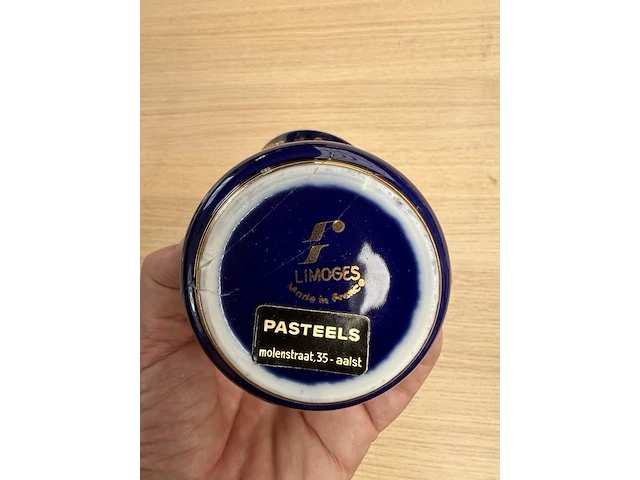 LIMOGES
Made in France
PASTEELS
molenstraat,35-aalst